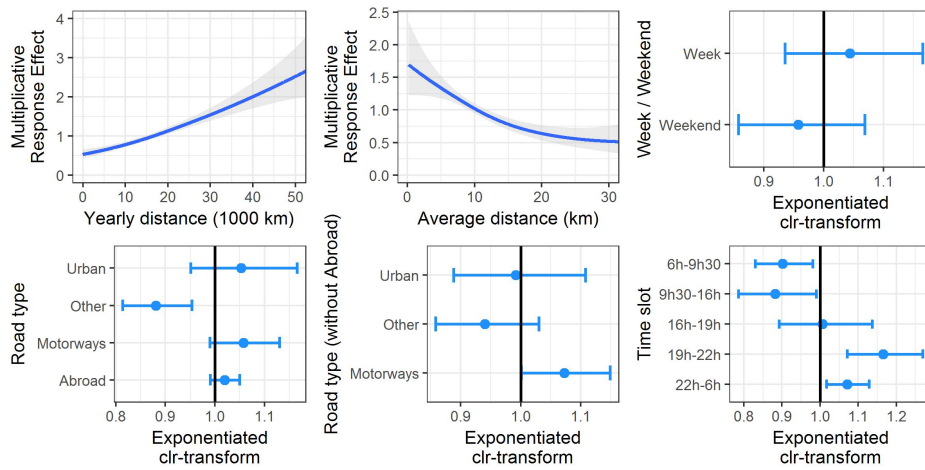 Multiplicative
Response Effect
4
3
2
1
0
0 10 20 30 40 50
Yearly distance (1000 km)
Multiplicative
Response Effect
2.5
2.0
1.5
1.0
0.5
0.0
0 10 20 30
Average distance (km)
Week / Weekend
Week
Weekend
0.9 1.0 1.1
Exponentiated
clr-transform
Road type
Urban
Other
Motorways
Abroad
0.8 0.9 1.0 1.1
Exponentiated
clr-transform
Road type (without Abroad)
Urban
Other
Motorways
0.9 1.0 1.1
Exponentiated
clr-transform
Time slot
6h-9h30
9h30-16h
16h-19h
19h-22h
22h-6h
0.8 0.9 1.0 1.1 1.2
Exponentiated
clr-transform